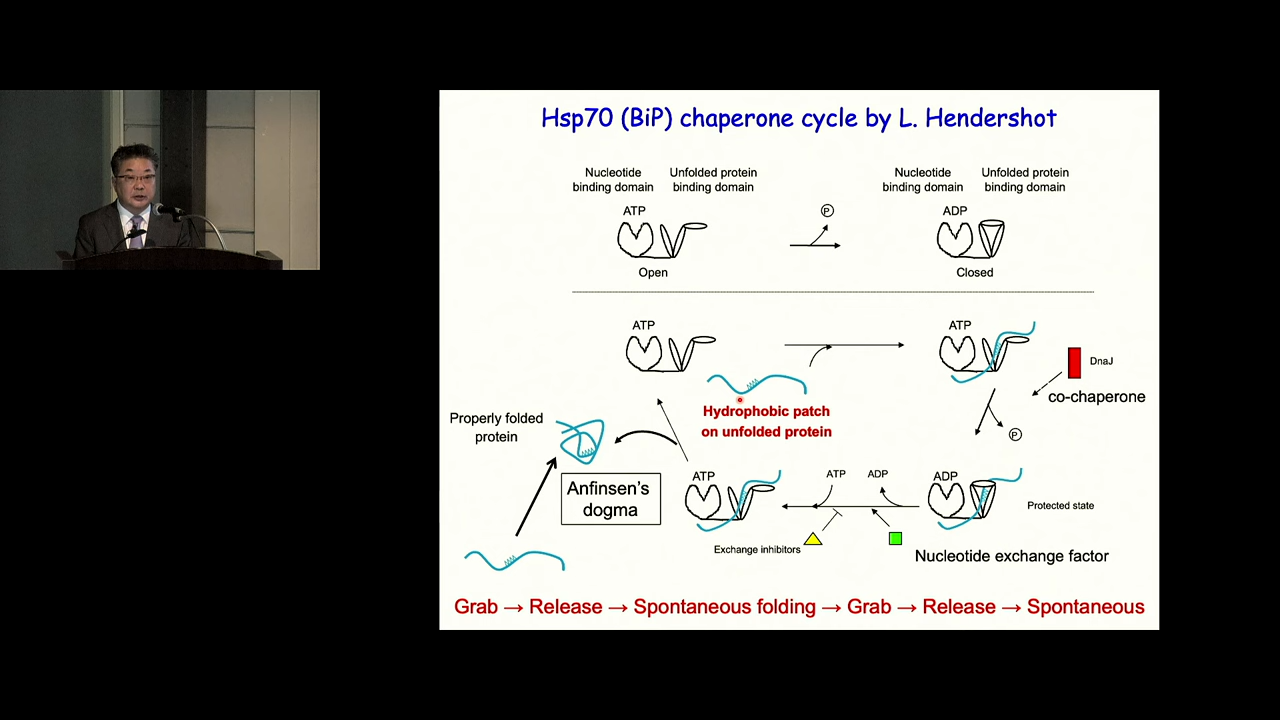 Hsp70 (BiP) chaperone cycle by L. Hendershot
Nucleotide
binding domain
Unfolded protein
binding domain
Nucleotide
binding domain
Unfolded protein
binding domain
ATP
P
ADP
Open
Closed
ATP
ATP
DnaJ
co-chaperone
Hydrophobic patch
on unfolded protein
P
Properly folded
protein
Anfinsen's
dogma
ATP
ATP
ADP
ADP
Protected state
Exchange inhibitors
Nucleotide exchange factor
Grab → Release → Spontaneous folding → Grab → Release → Spontaneous